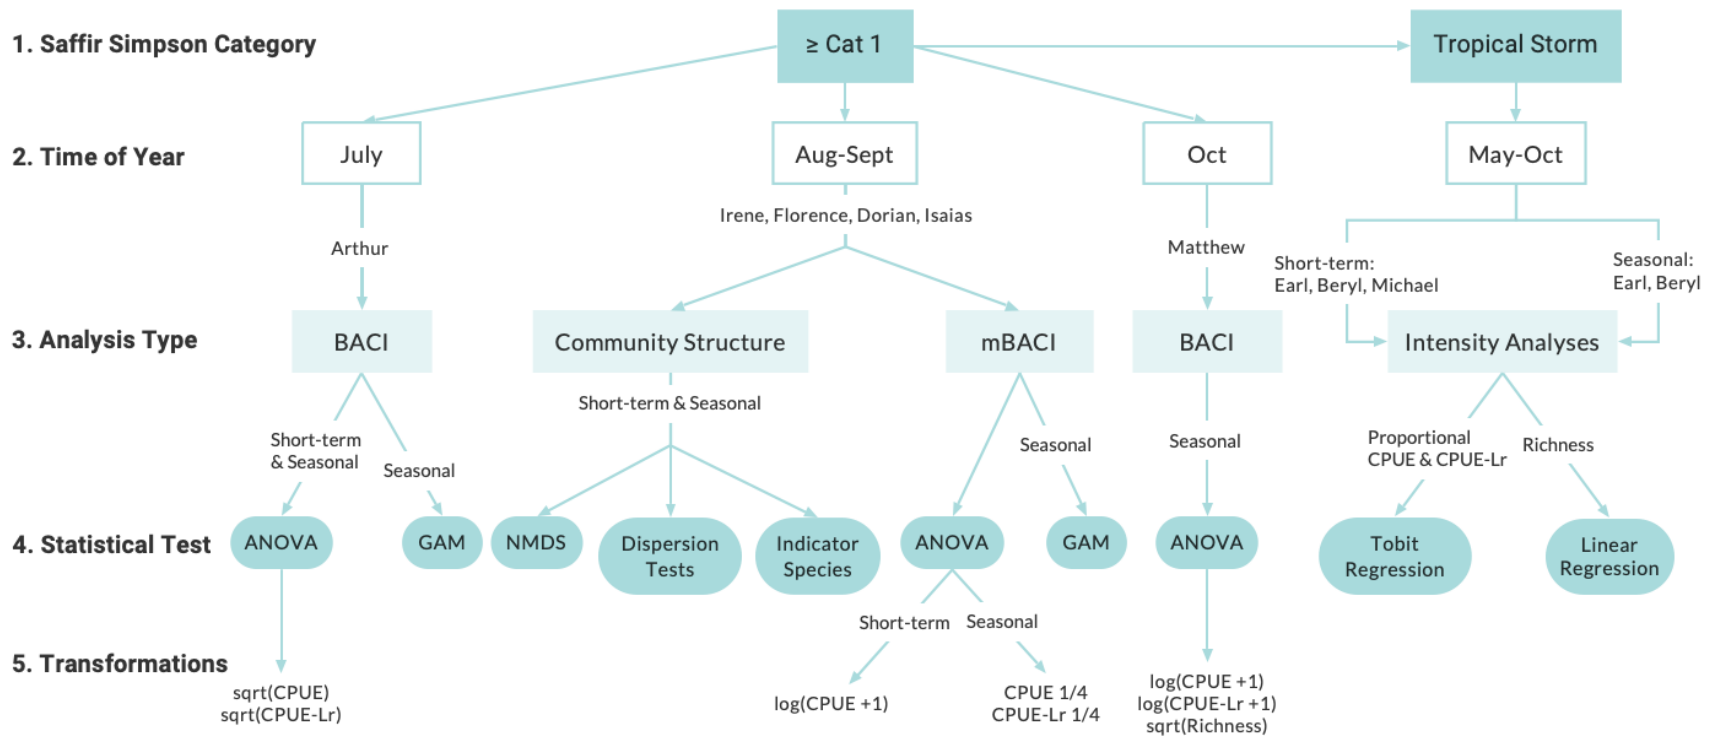 1. Saffir Simpson Category
≥ Cat 1
Tropical Storm
2. Time of Year
July
Aug-Sept
Oct
May-Oct
Irene, Florence, Dorian, Isaias
Arthur
Matthew
Short-term:
Earl, Beryl, Michael
Seasonal:
Earl, Beryl
3. Analysis Type
BACI
Community Structure
mBACI
BACI
Intensity Analyses
Short-term & Seasonal
Short-term
& Seasonal
Seasonal
Seasonal
Seasonal
Proportional
CPUE & CPUE-Lr
Richness
4. Statistical Test
ANOVA
GAM
NMDS
Dispersion
Tests
Indicator
Species
ANOVA
GAM
ANOVA
Tobit
Regression
Linear
Regression
Short-term
Seasonal
5. Transformations
sqrt(CPUE)
sqrt(CPUE-Lr)
log(CPUE +1)
CPUE 1/4
CPUE-Lr 1/4
log(CPUE +1)
log(CPUE-Lr +1)
sqrt(Richness)